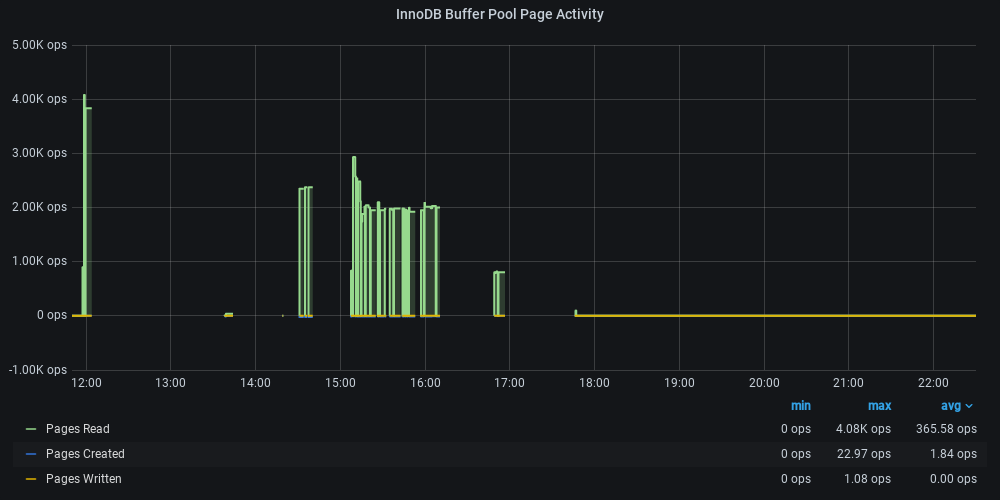 InnoDB Buffer Pool Page Activity
5.00K ops
4.00K ops
3.00K ops
2.00K ops
1.00K ops
0 ops
-1.00K ops
12:00 13:00 14:00 15:00 16:00 17:00 18:00 19:00 20:00 21:00 22:00
min max avg
Pages Read 0 ops 4.08K ops 365.58 ops
Pages Created 0 ops 22.97 ops 1.84 ops
Pages Written 0 ops 1.08 ops 0.00 ops